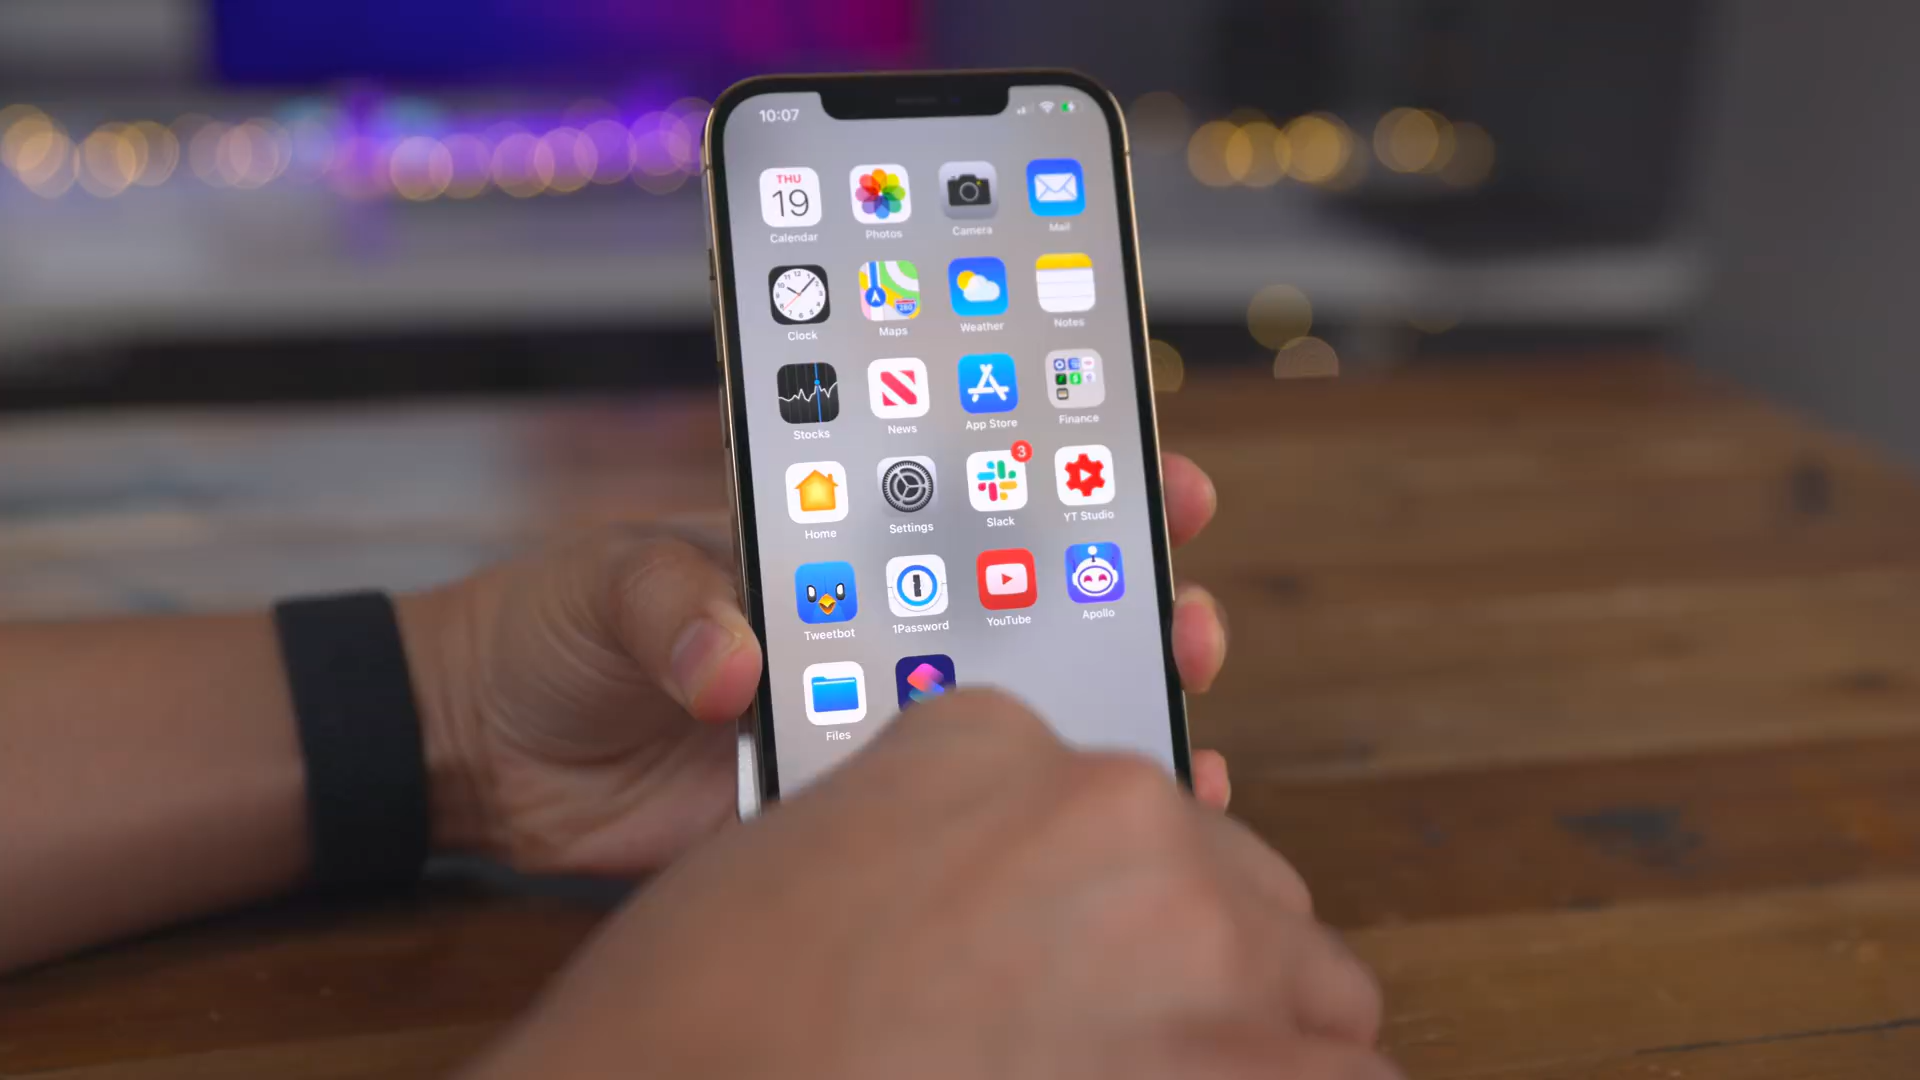 10:07
THU
19
Calendar
Photos
Camera
Mail
Clock
Maps
Weather
Notes
Stocks
News
App Store
Finance
Home
Settings
3
Slack
YT Studio
Tweetbot
1Password
YouTube
Apollo
Files